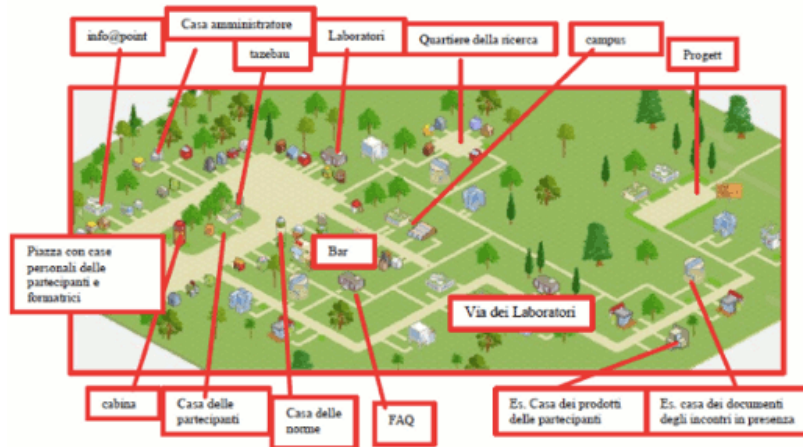 info@point
Casa amministratore
tazebau
Laboratori
Quartiere della ricerca
campus
Progett
Piazza con case
personali delle
partecipanti e
formatrici
Bar
Via dei Laboratori
cabina
Casa delle
partecipanti
Casa delle
norme
FAQ
Es. Casa dei prodotti
delle partecipanti
Es. casa dei documenti
degli incontri in presenza